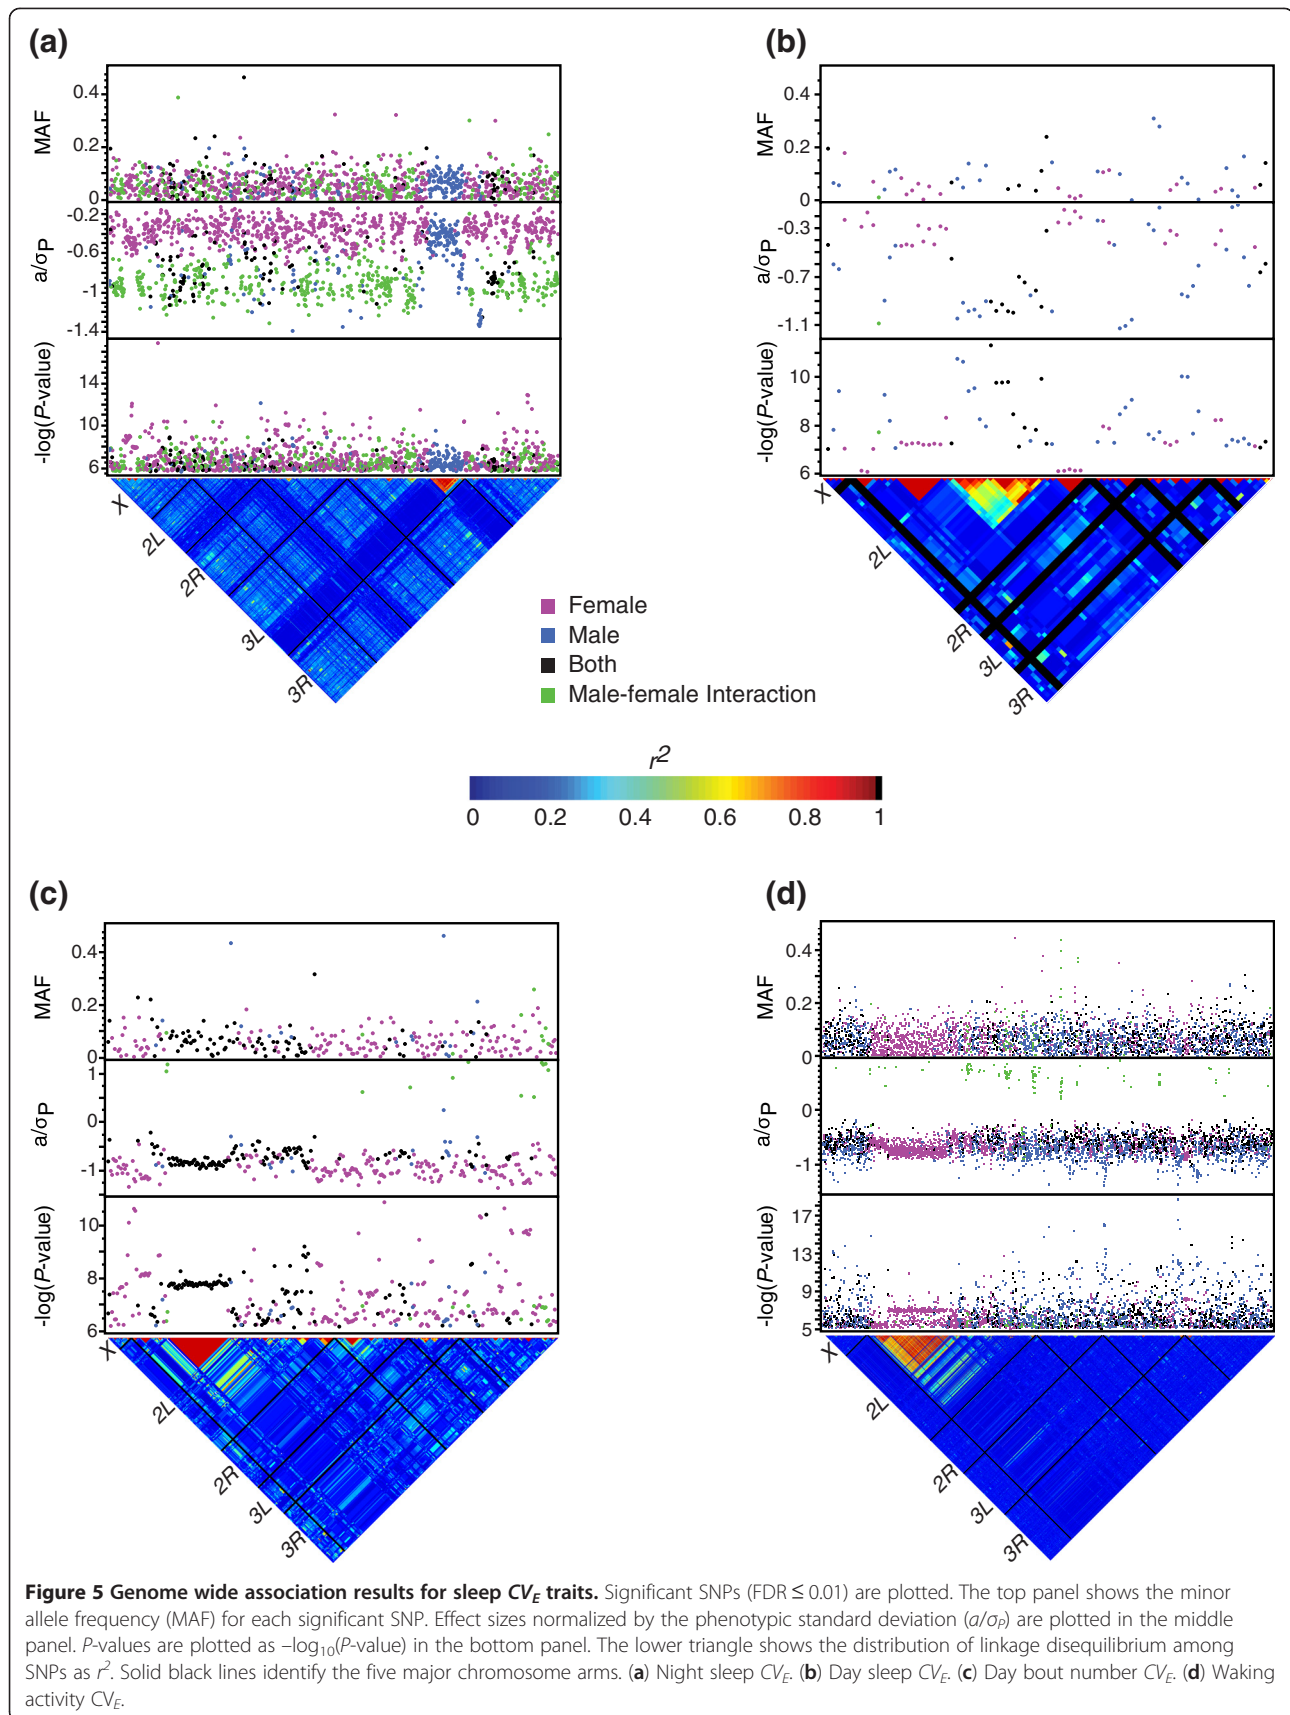 (a)
MAF
0.4
0.2
0
a/σP
-0.2
-0.6
-1
-1.4
-log(P-value)
14
10
6
X
2L
2R
3L
3R
(b)
MAF
0.4
0.2
0
a/σP
-0.3
-0.7
-1.1
-log(P-value)
10
8
6
X
2L
2R
3L
3R
Female
Male
Both
Male-female Interaction
r2
0 0.2 0.4 0.6 0.8 1
(c)
MAF
0.4
0.2
0
a/σP
1
0
-1
-log(P-value)
10
8
6
X
2L
2R
3L
3R
(d)
MAF
0.4
0.2
0
a/σP
0
-1
-log(P-value)
17
13
9
5
X
2L
2R
3L
3R
Figure 5 Genome wide association results for sleep CVE traits. Significant SNPs (FDR ≤ 0.01) are plotted. The top panel shows the minor
allele frequency (MAF) for each significant SNP. Effect sizes normalized by the phenotypic standard deviation (a/σP) are plotted in the middle
panel. P-values are plotted as –log10(P-value) in the bottom panel. The lower triangle shows the distribution of linkage disequilibrium among
SNPs as r2. Solid black lines identify the five major chromosome arms. (a) Night sleep CVE. (b) Day sleep CVE. (c) Day bout number CVE. (d) Waking
activity CVE.